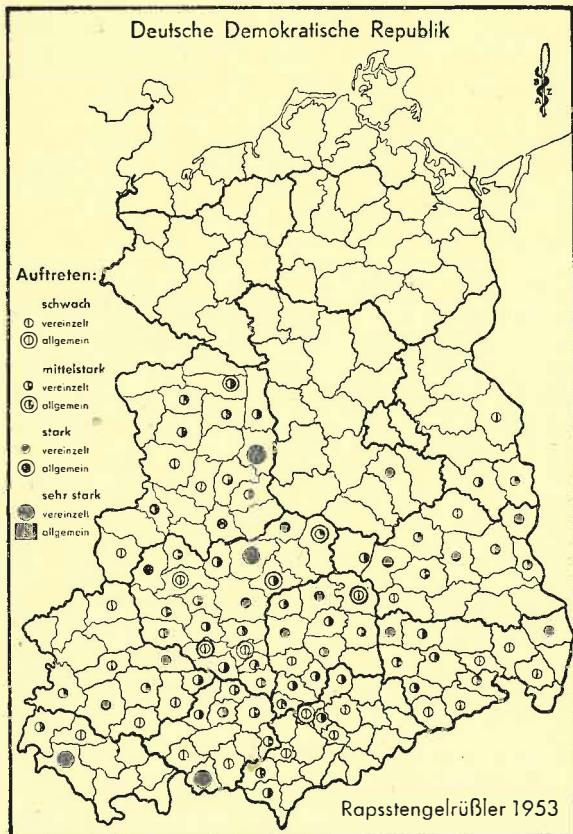 Deutsche Demokratische Republik
B Z
A
Auftreten:
schwach
vereinzelt
allgemein
mittelstark
vereinzelt
allgemein
stark
vereinzelt
allgemein
sehr stark
vereinzelt
allgemein
Rapsstengelrüßler 1953